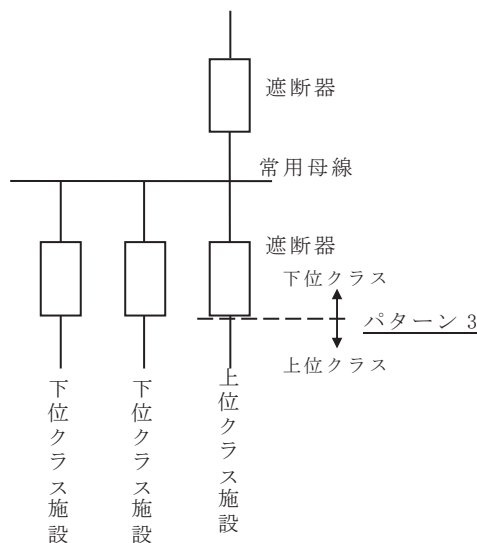 遮断器
常用母線
遮断器
下位クラス
パターン 3
上位クラス
下位クラス施設
下位クラス施設
上位クラス施設